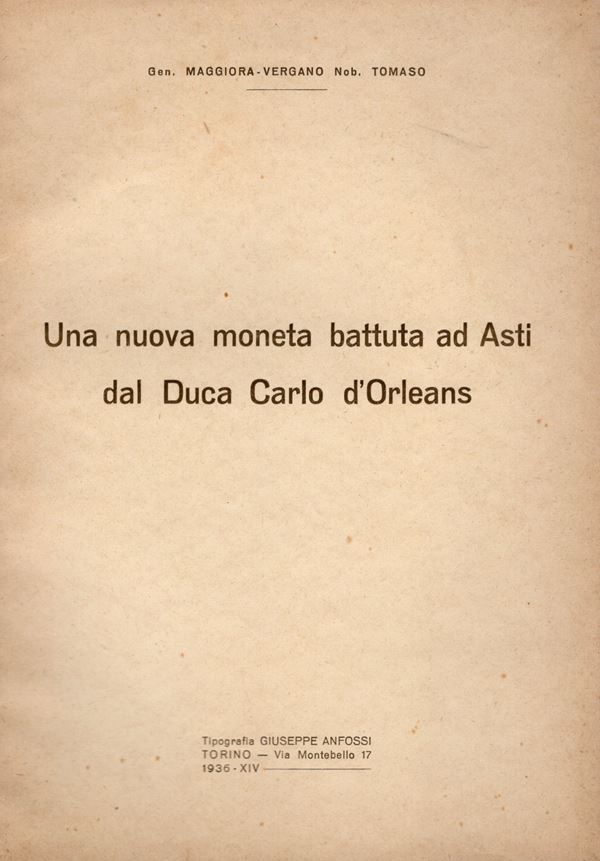 Gen. MAGGIORA-VERGANO Nob. TOMASO
Una nuova moneta battuta ad Asti
dal Duca Carlo d'Orleans
Tipografia GIUSEPPE ANFOSSI
TORINO — Via Montebello 17
1936 - XIV